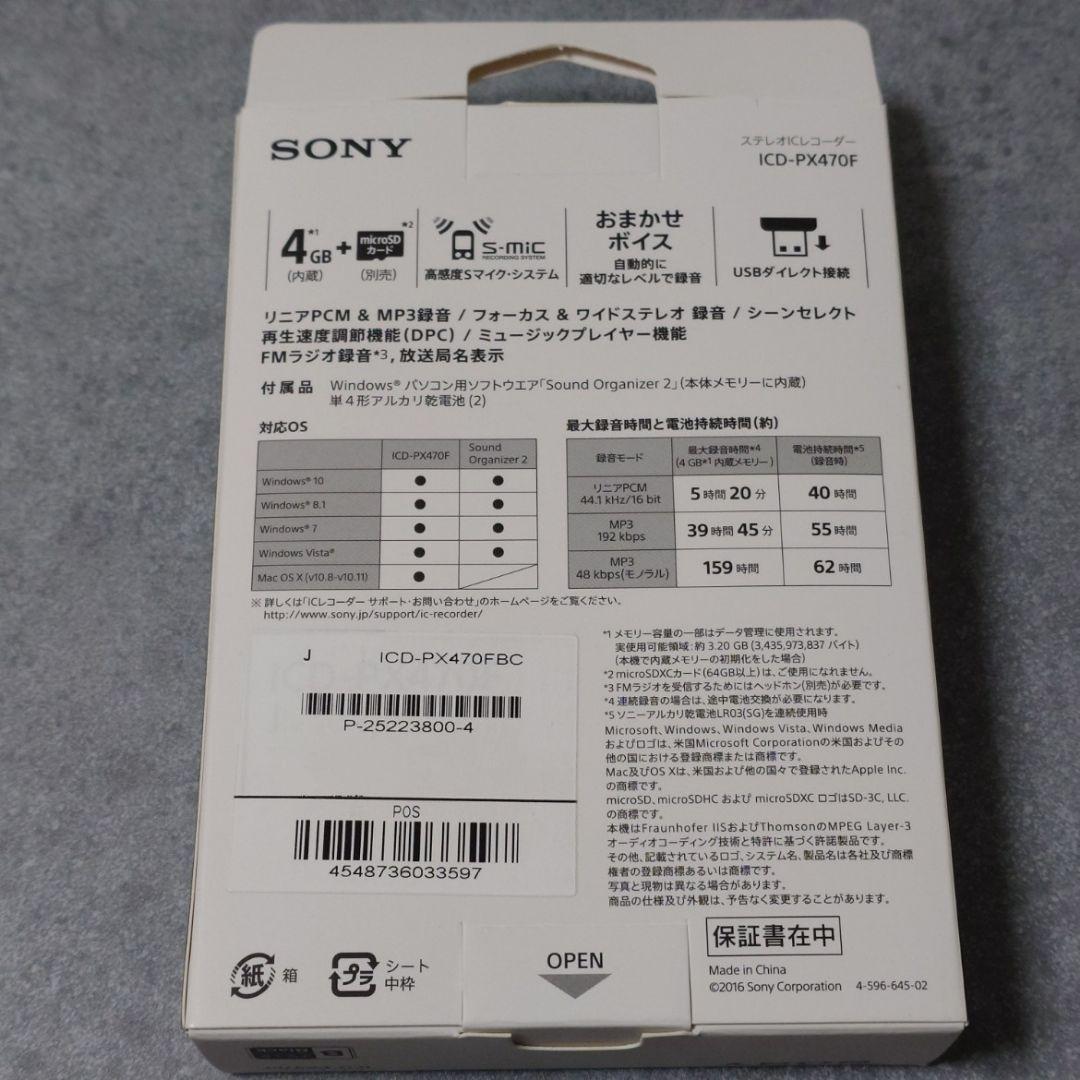 SONY
ステレオICレコーダー
ICD-PX470F
4*1GB + microSDカード*2
(内蔵) (別売)
S-mic
RECORDING SYSTEM
高感度Sマイク・システム
おまかせ
ボイス
自動的に
適切なレベルで録音
USBダイレクト接続
リニアPCM & MP3録音 / フォーカス & ワイドステレオ 録音 / シーンセレクト
再生速度調節機能(DPC) / ミュージックプレイヤー機能
FMラジオ録音*3, 放送局名表示
付属品 Windows® パソコン用ソフトウエア「Sound Organizer 2」(本体メモリーに内蔵)
単4形アルカリ乾電池 (2)
対応OS
ICD-PX470F Sound Organizer 2
Windows® 10 ● ●
Windows® 8.1 ● ●
Windows® 7 ● ●
Windows Vista® ● ●
Mac OS X (v10.8-v10.11) ●
※ 詳しくは「ICレコーダー サポート・お問い合わせ」のホームページをご覧ください。
http://www.sony.jp/support/ic-recorder/
最大録音時間と電池持続時間(約)
録音モード 最大録音時間*4 (4 GB*1 内蔵メモリー) 電池持続時間*5 (録音時)
リニアPCM 44.1 kHz/16 bit 5時間 20分 40時間
MP3 192 kbps 39時間 45分 55時間
MP3 48 kbps(モノラル) 159時間 62時間
*1 メモリー容量の一部はデータ管理に使用されます。
実使用可能領域：約 3.20 GB (3,435,973,837 バイト)
(本機で内蔵メモリーの初期化をした場合)
*2 microSDXCカード(64GB以上)は、ご使用になれません。
*3 FMラジオを受信するためにはヘッドホン(別売)が必要です。
*4 連続録音の場合は、途中電池交換が必要になります。
*5 ソニーアルカリ乾電池LR03(SG)を連続使用時
Microsoft、Windows、Windows Vista、Windows Media
およびロゴは、米国Microsoft Corporationの米国およびその
他の国における登録商標または商標です。
Mac及びOS Xは、米国および他の国々で登録されたApple Inc.
の商標です。
microSD、microSDHC および microSDXC ロゴはSD-3C, LLC.
の商標です。
本機はFraunhofer IISおよびThomsonのMPEG Layer-3
オーディオコーディング技術と特許に基づく許諾製品です。
その他、記載されているロゴ、システム名、製品名は各社及び商標
権者の登録商標あるいは商標です。
写真と現物は異なる場合があります。
商品の仕様及び外観は、予告なく変更することがあります。
J ICD-PX470FBC
P-25223800-4
POS
4548736033597
紙 箱
プラ シート
中枠
OPEN
保証書在中
Made in China
©2016 Sony Corporation 4-596-645-02